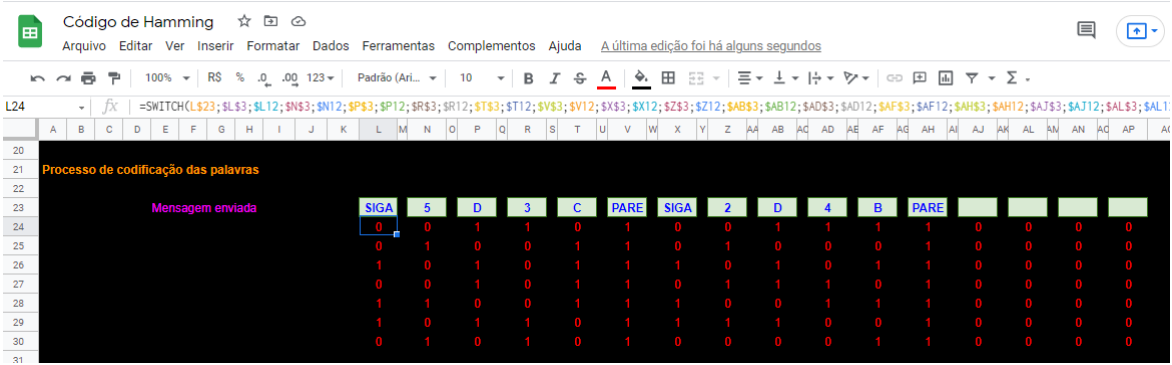 Código de Hamming
Arquivo Editar Ver Inserir Formatar Dados Ferramentas Complementos Ajuda A última edição foi há alguns segundos
100% R$ % .0 .00 123 Padrão (Ari... 10 B I S A
L24 fx =SWITCH(L$23;$L$3;$L12;$N$3;$N12;$P$3;$P12;$R$3;$R12;$T$3;$T12;$V$3;$V12;$X$3;$X12;$Z$3;$Z12;$AB$3;$AB12;$AD$3;$AD12;$AF$3;$AF12;$AH$3;$AH12;$AJ$3;$AJ12;$AL$3;$AL1
A B C D E F G H I J K L M N O P Q R S T U V W X Y Z AA AB AC AD AE AF AG AH AI AJ AK AL AM AN AO AP
20
21 Processo de codificação das palavras
22
23 Mensagem enviada SIGA 5 D 3 C PARE SIGA 2 D 4 B PARE
24 0 0 1 1 0 1 0 0 1 1 1 1 0 0 0 0
25 0 1 0 0 1 1 0 1 0 0 0 1 0 0 0 0
26 1 0 1 0 1 1 1 0 1 0 1 1 0 0 0 0
27 0 0 1 0 1 1 0 1 1 1 0 1 0 0 0 0
28 1 1 0 0 1 1 1 0 0 1 1 1 0 0 0 0
29 1 0 1 1 0 1 1 1 1 0 0 1 0 0 0 0
30 0 1 0 1 0 1 0 0 0 0 1 1 0 0 0 0
31